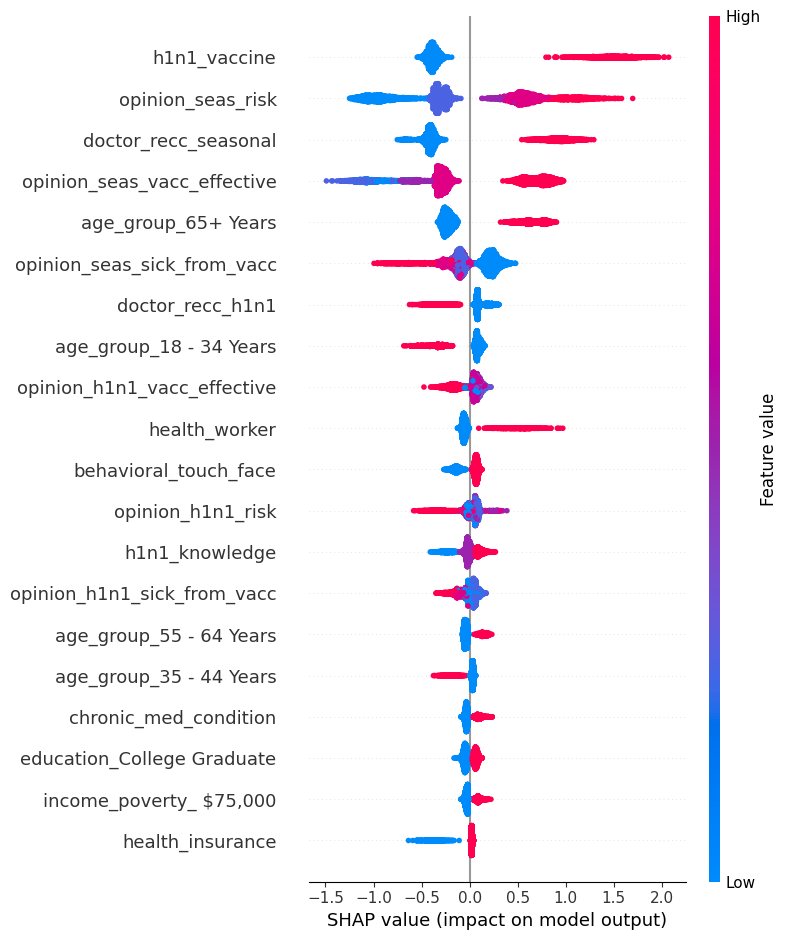 High
h1n1_vaccine
opinion_seas_risk
doctor_recc_seasonal
opinion_seas_vacc_effective
age_group_65+ Years
opinion_seas_sick_from_vacc
doctor_recc_h1n1
age_group_18 - 34 Years
opinion_h1n1_vacc_effective
health_worker
behavioral_touch_face
opinion_h1n1_risk
h1n1_knowledge
opinion_h1n1_sick_from_vacc
age_group_55 - 64 Years
age_group_35 - 44 Years
chronic_med_condition
education_College Graduate
income_poverty_ $75,000
health_insurance
Feature value
Low
−1.5 −1.0 −0.5 0.0 0.5 1.0 1.5 2.0
SHAP value (impact on model output)